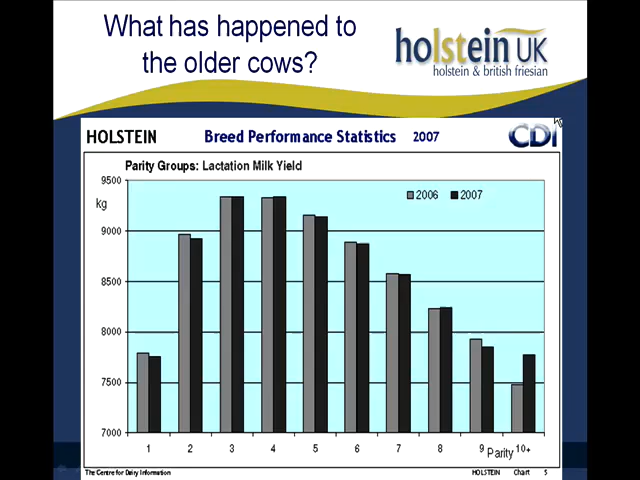 What has happened to
the older cows?
holstein UK
holstein & british friesian
HOLSTEIN Breed Performance Statistics 2007 CDI
Parity Groups: Lactation Milk Yield
9500
kg
2006 2007
9000
8500
8000
7500
7000
1 2 3 4 5 6 7 8 9 10+
Parity
The Centre for Dairy Information HOLSTEIN Chart 5